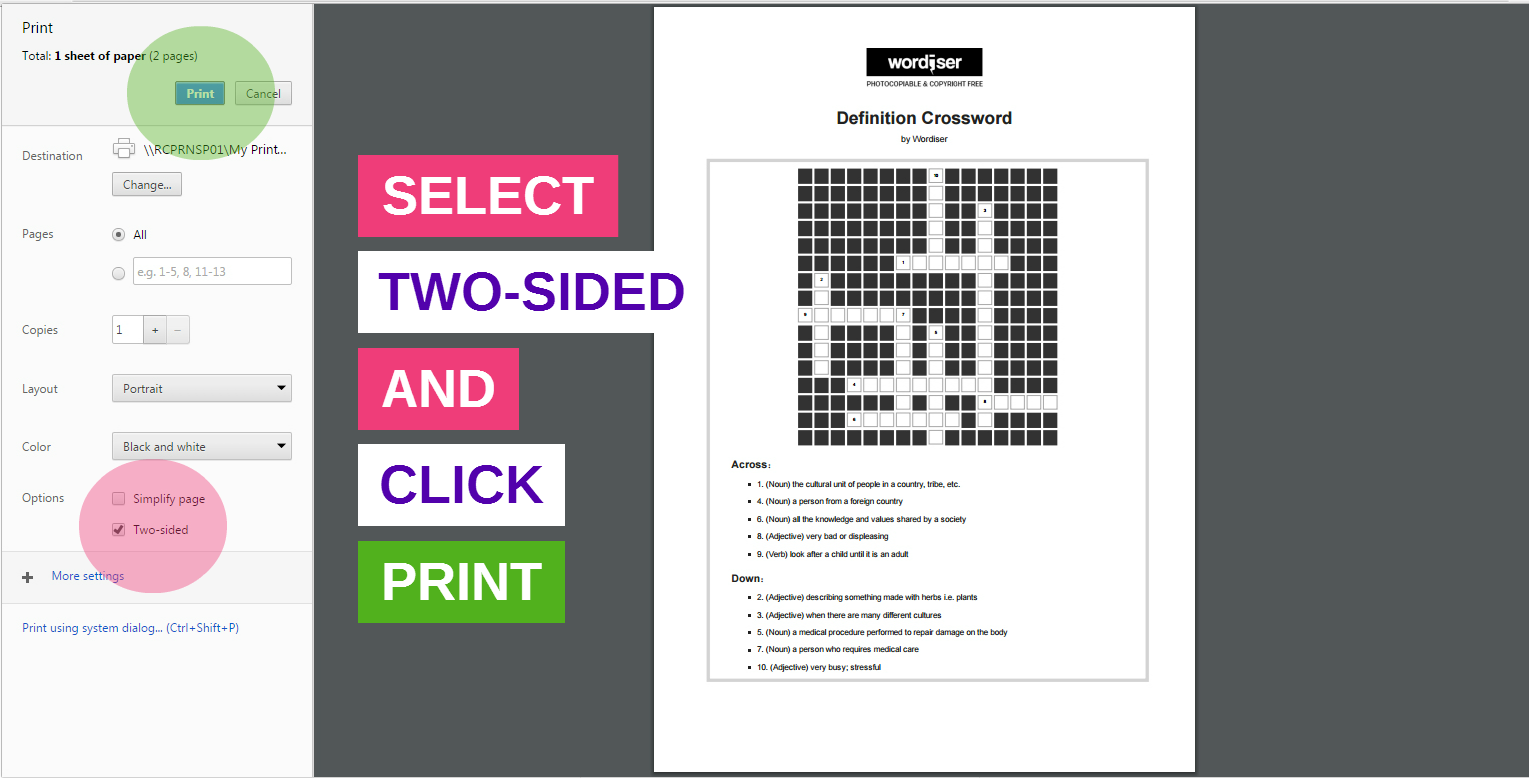 Print
Total: 1 sheet of paper (2 pages)
Print Cancel
Destination \\RCPRNSP01\My Print...
Change...
Pages All
e.g. 1-5, 8, 11-13
Copies 1 + −
Layout Portrait
Color Black and white
Options Simplify page
Two-sided
More settings
Print using system dialog... (Ctrl+Shift+P)
SELECT
TWO-SIDED
AND
CLICK
PRINT
wordiser
PHOTOCOPIABLE & COPYRIGHT FREE
Definition Crossword
by Wordiser
10
3
1
2
9 7
5
4
8
6
Across:
1. (Noun) the cultural unit of people in a country, tribe, etc.
4. (Noun) a person from a foreign country
6. (Noun) all the knowledge and values shared by a society
8. (Adjective) very bad or displeasing
9. (Verb) look after a child until it is an adult
Down:
2. (Adjective) describing something made with herbs i.e. plants
3. (Adjective) when there are many different cultures
5. (Noun) a medical procedure performed to repair damage on the body
7. (Noun) a person who requires medical care
10. (Adjective) very busy; stressful